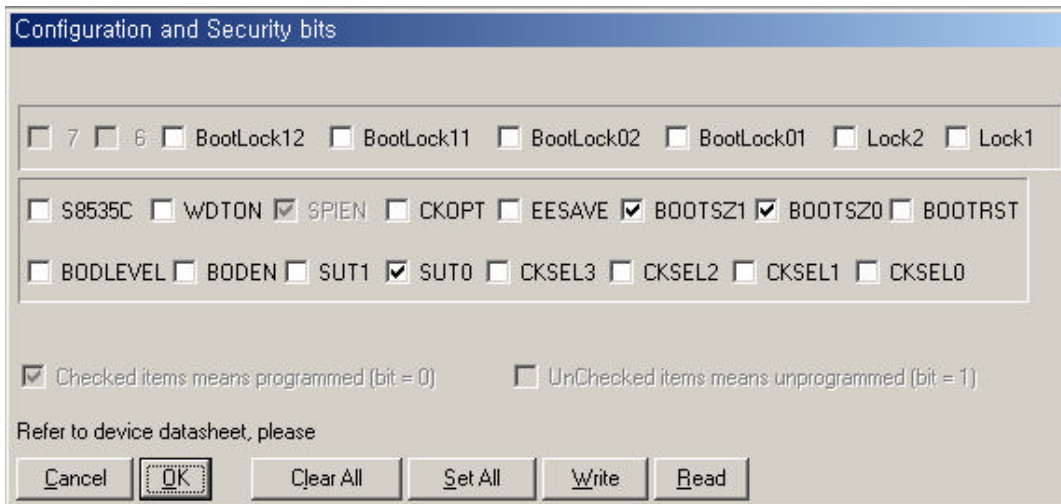 Configuration and Security bits
7 6 BootLock12 BootLock11 BootLock02 BootLock01 Lock2 Lock1
S8535C WDTON SPIEN CKOPT EESAVE BOOTSZ1 BOOTSZ0 BOOTRST
BODLEVEL BODEN SUT1 SUT0 CKSEL3 CKSEL2 CKSEL1 CKSEL0
Checked items means programmed (bit = 0) UnChecked items means unprogrammed (bit = 1)
Refer to device datasheet, please
Cancel OK Clear All Set All Write Read